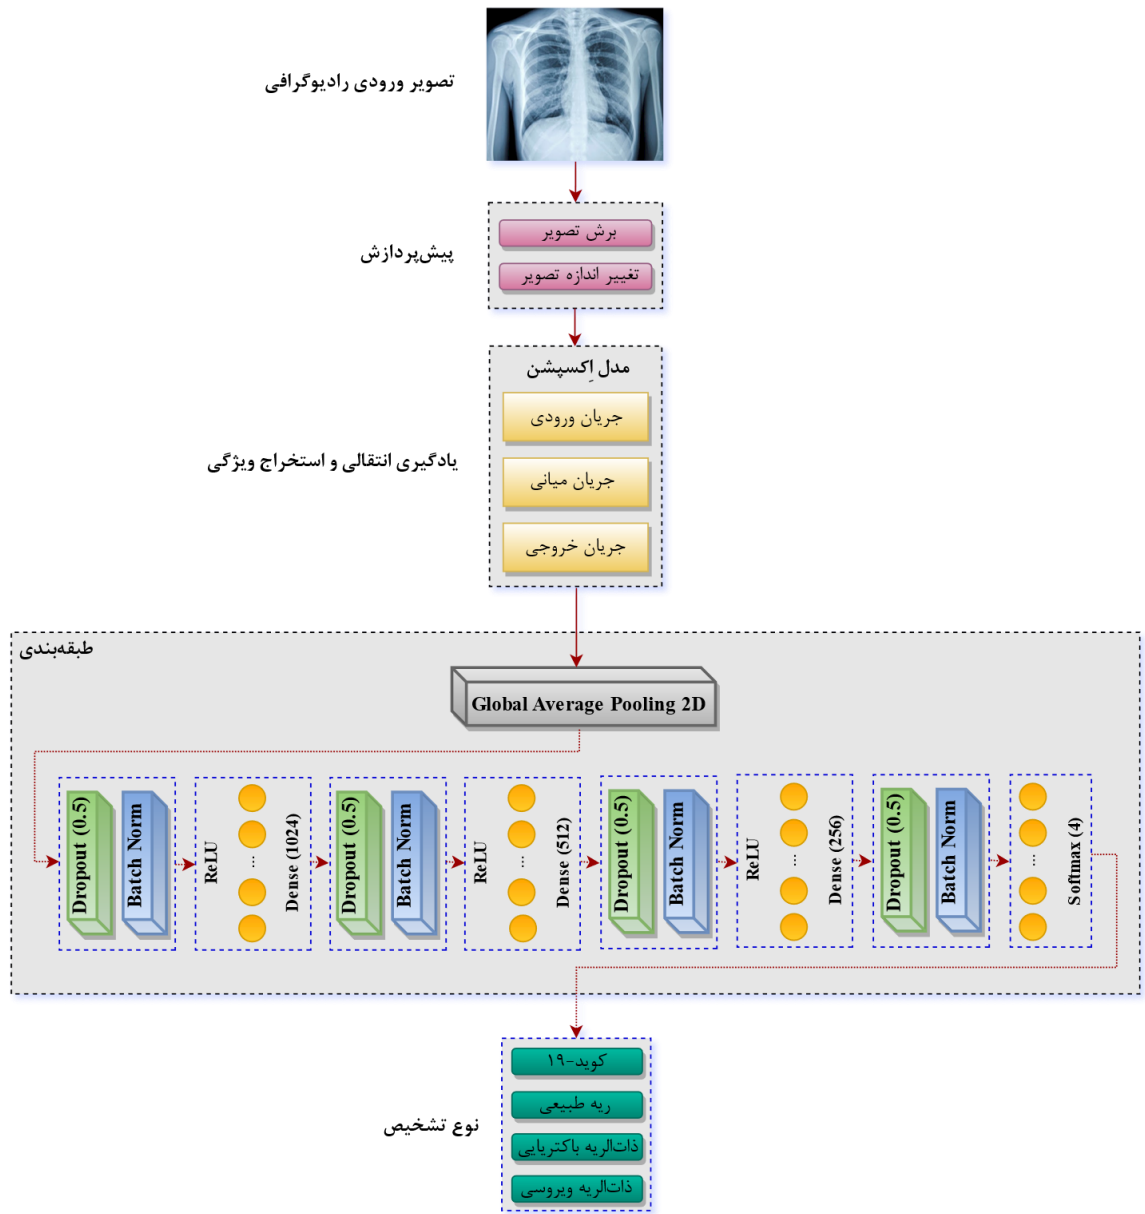 تصویر ورودی رادیوگرافی
پیش‌پردازش
برش تصویر
تغییر اندازه تصویر
مدل اِکسپشن
جریان ورودی
یادگیری انتقالی و استخراج ویژگی
جریان میانی
جریان خروجی
طبقه‌بندی
Global Average Pooling 2D
Dropout (0.5)
Batch Norm
ReLU
...
Dense (1024)
Dropout (0.5)
Batch Norm
ReLU
...
Dense (512)
Dropout (0.5)
Batch Norm
ReLU
...
Dense (256)
Dropout (0.5)
Batch Norm
...
Softmax (4)
نوع تشخیص
کوید-۱۹
ریه طبیعی
ذات‌الریه باکتریایی
ذات‌الریه ویروسی